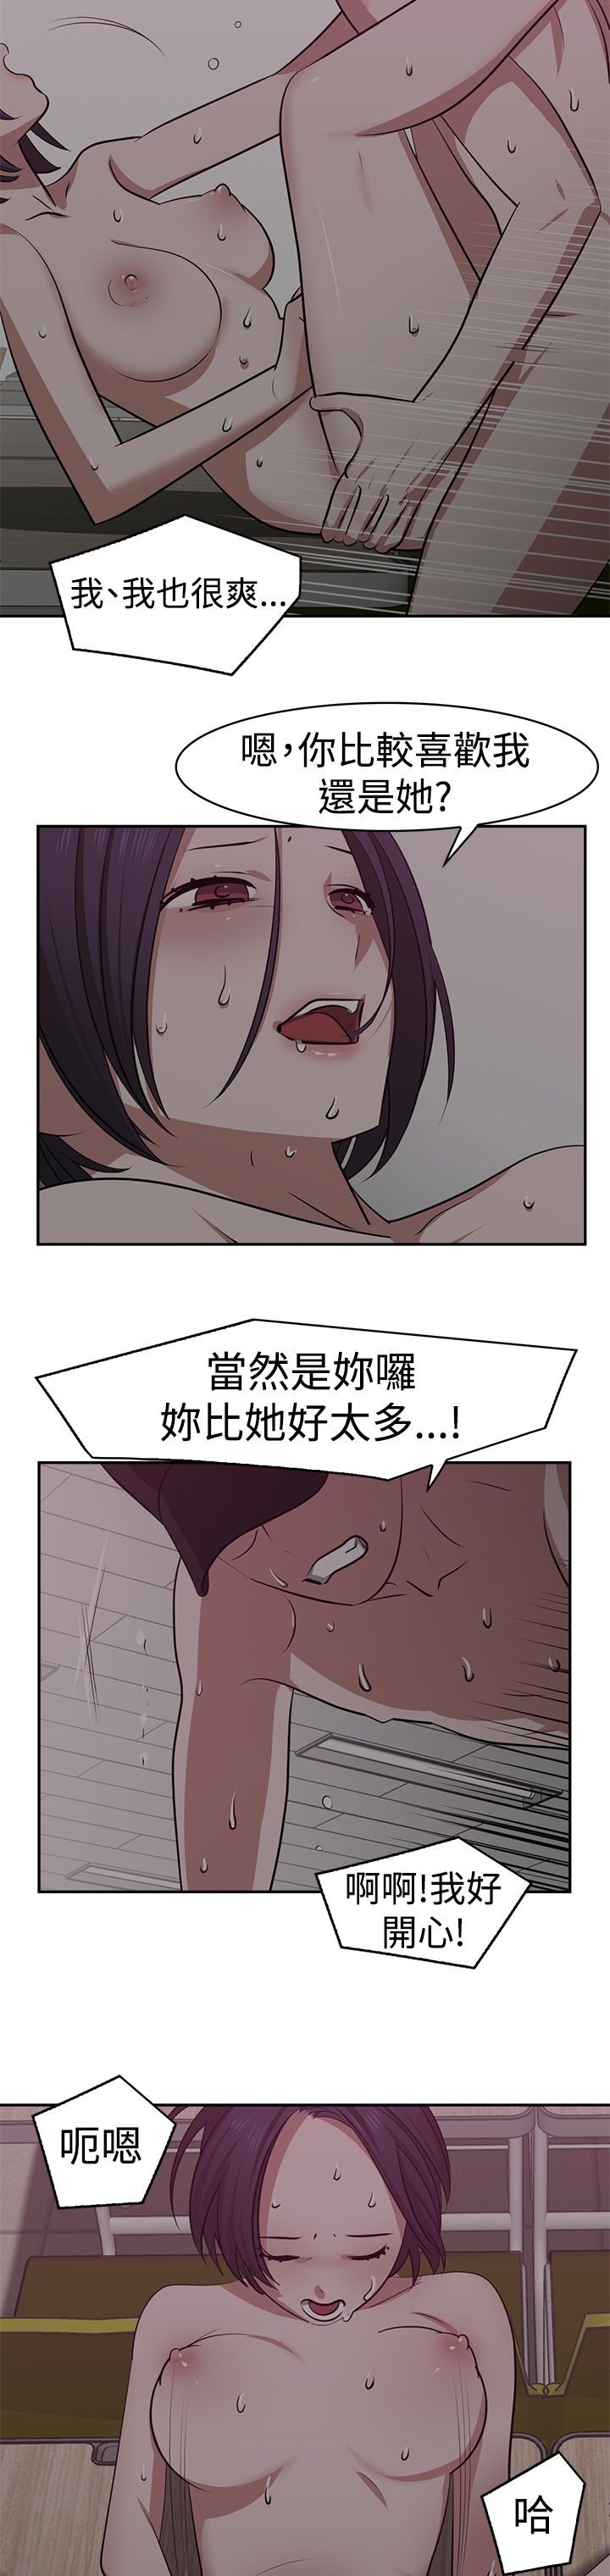 我、我也很爽...
嗯，你比較喜歡我
還是她?
當然是妳囉
妳比她好太多...!
啊啊!我好
開心!
呃嗯
哈